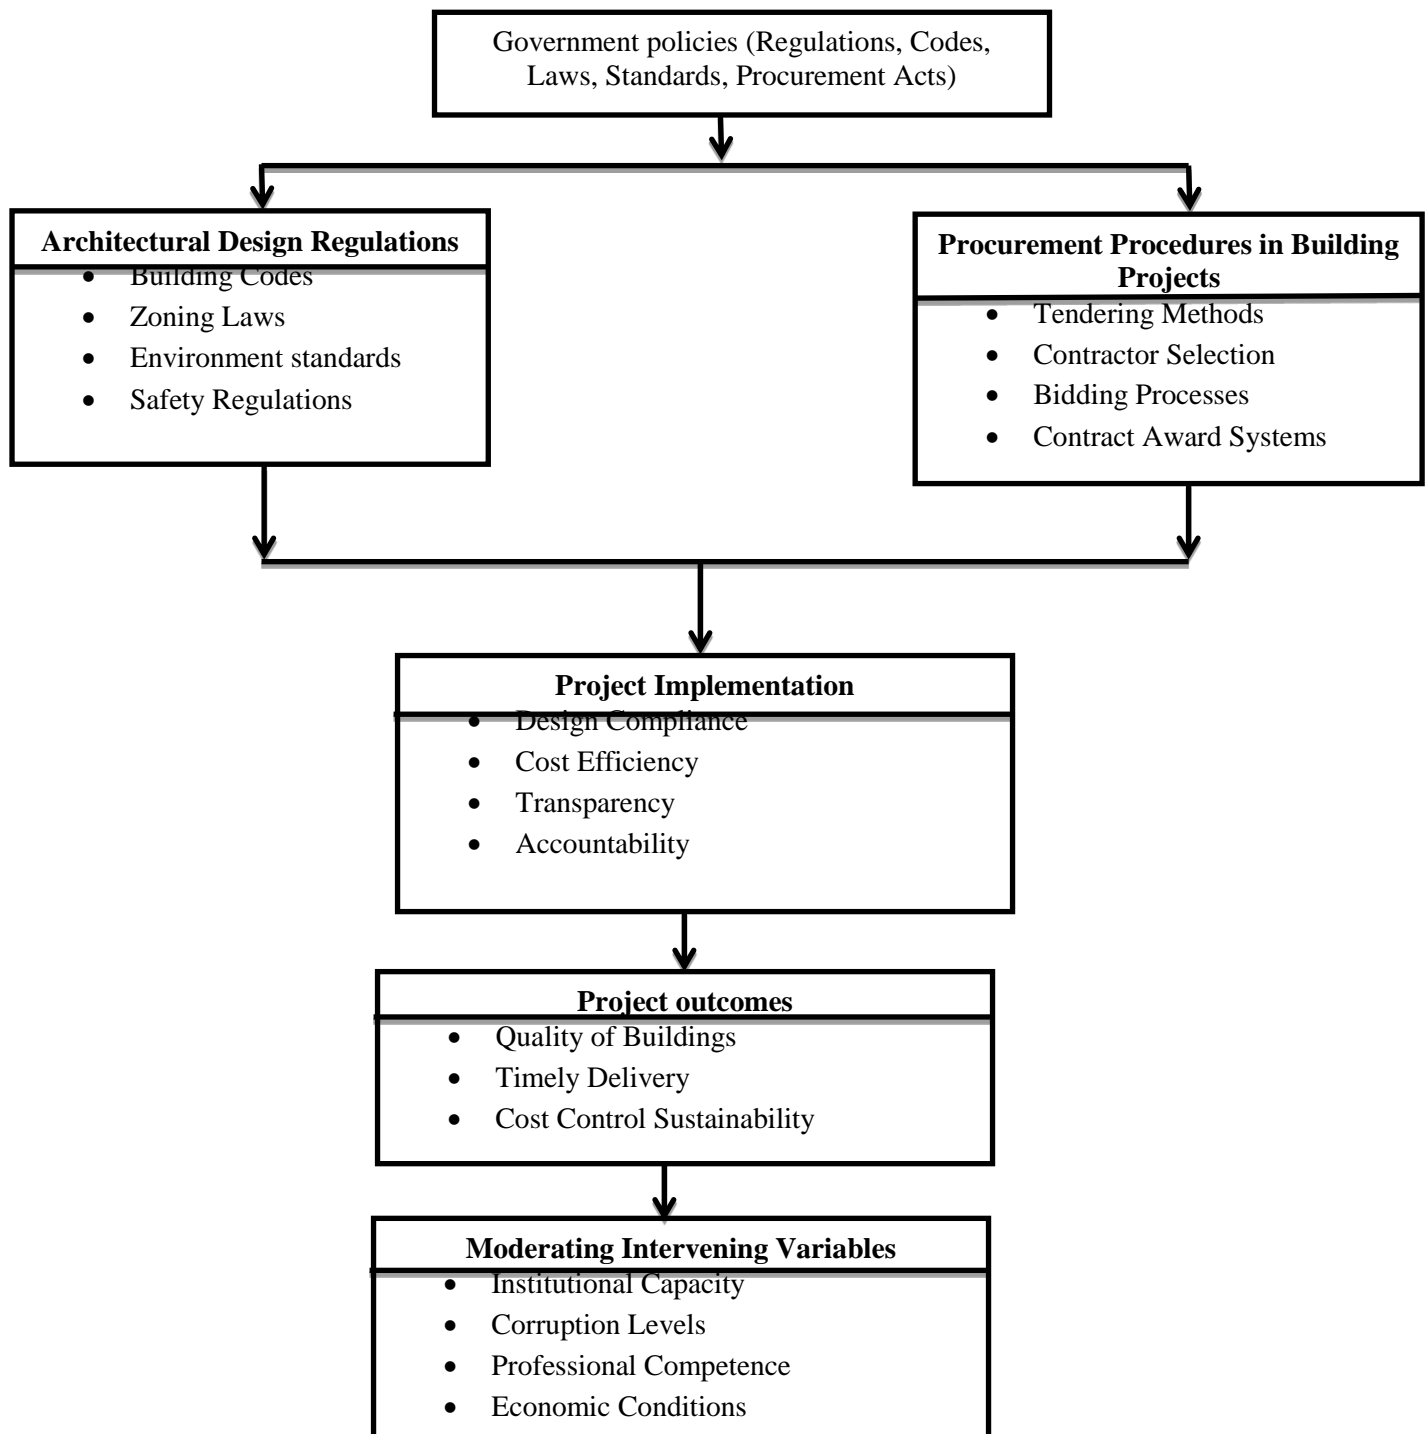 Government policies (Regulations, Codes,
Laws, Standards, Procurement Acts)
Architectural Design Regulations
• Building Codes
• Zoning Laws
• Environment standards
• Safety Regulations
Procurement Procedures in Building
Projects
• Tendering Methods
• Contractor Selection
• Bidding Processes
• Contract Award Systems
Project Implementation
• Design Compliance
• Cost Efficiency
• Transparency
• Accountability
Project outcomes
• Quality of Buildings
• Timely Delivery
• Cost Control Sustainability
Moderating Intervening Variables
• Institutional Capacity
• Corruption Levels
• Professional Competence
• Economic Conditions